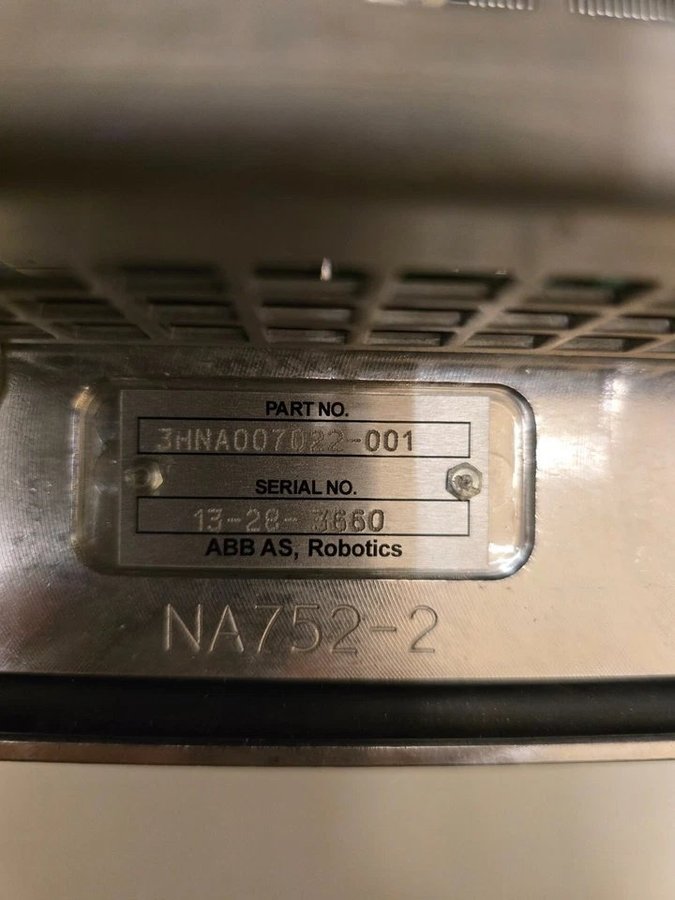 PART NO.
3HNA007022-001
SERIAL NO.
13-28- 3660
ABB AS, Robotics
NA752-2